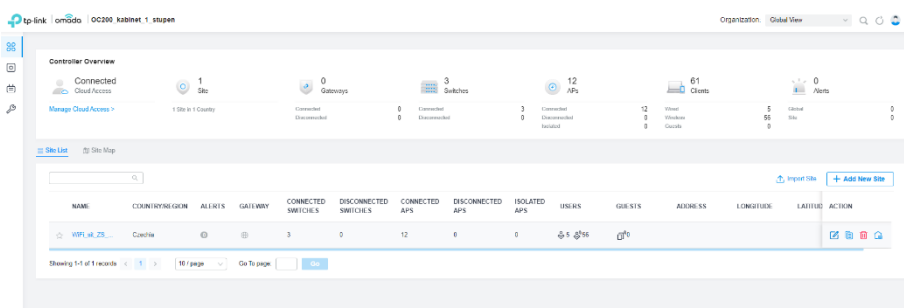 tp-link omada OC200_kabinet_1_stupen Organization: Global View
Controller Overview
Connected
Cloud Access
1
Site
0
Gateways
3
Switches
12
APs
61
Clients
0
Alerts
Manage Cloud Access >
1 Site in 1 Country
Connected 0
Disconnected 0
Connected 3
Disconnected 0
Connected 12
Disconnected 0
Isolated 0
Wired 5
Wireless 56
Guests 0
Global 0
Site 0
Site List Site Map
Import Site + Add New Site
NAME COUNTRY/REGION ALERTS GATEWAY CONNECTED SWITCHES DISCONNECTED SWITCHES CONNECTED APS DISCONNECTED APS ISOLATED APS USERS GUESTS ADDRESS LONGITUDE LATITUD ACTION
WiFi_sit_ZS_... Czechia 3 0 12 0 0 5 56 0
Showing 1-1 of 1 records < 1 > 10 / page Go To page: Go